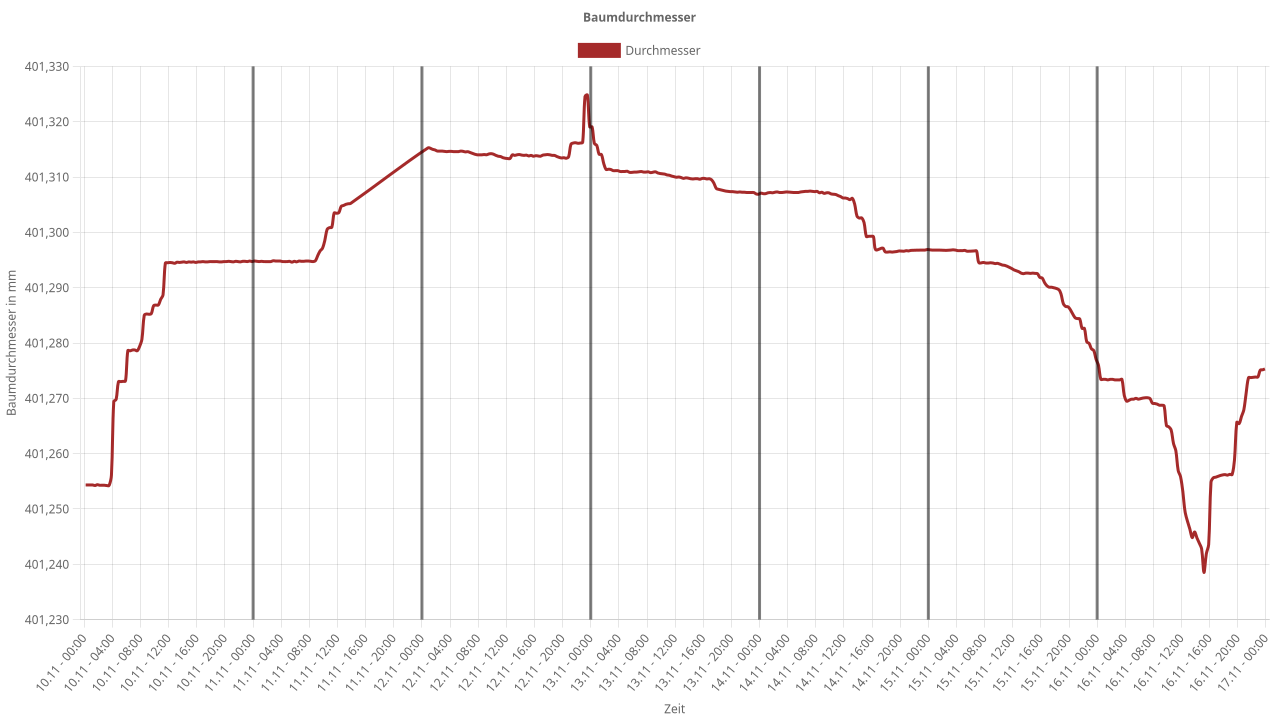 Baumdurchmesser
Durchmesser
401,330
401,320
401,310
401,300
401,290
401,280
401,270
401,260
401,250
401,240
401,230
Baumdurchmesser in mm
10.11 - 00:00
10.11 - 04:00
10.11 - 08:00
10.11 - 12:00
10.11 - 16:00
10.11 - 20:00
11.11 - 00:00
11.11 - 04:00
11.11 - 08:00
11.11 - 12:00
11.11 - 16:00
11.11 - 20:00
12.11 - 00:00
12.11 - 04:00
12.11 - 08:00
12.11 - 12:00
12.11 - 16:00
12.11 - 20:00
13.11 - 00:00
13.11 - 04:00
13.11 - 08:00
13.11 - 12:00
13.11 - 16:00
13.11 - 20:00
14.11 - 00:00
14.11 - 04:00
14.11 - 08:00
14.11 - 12:00
14.11 - 16:00
14.11 - 20:00
15.11 - 00:00
15.11 - 04:00
15.11 - 08:00
15.11 - 12:00
15.11 - 16:00
15.11 - 20:00
16.11 - 00:00
16.11 - 04:00
16.11 - 08:00
16.11 - 12:00
16.11 - 16:00
16.11 - 20:00
17.11 - 00:00
Zeit